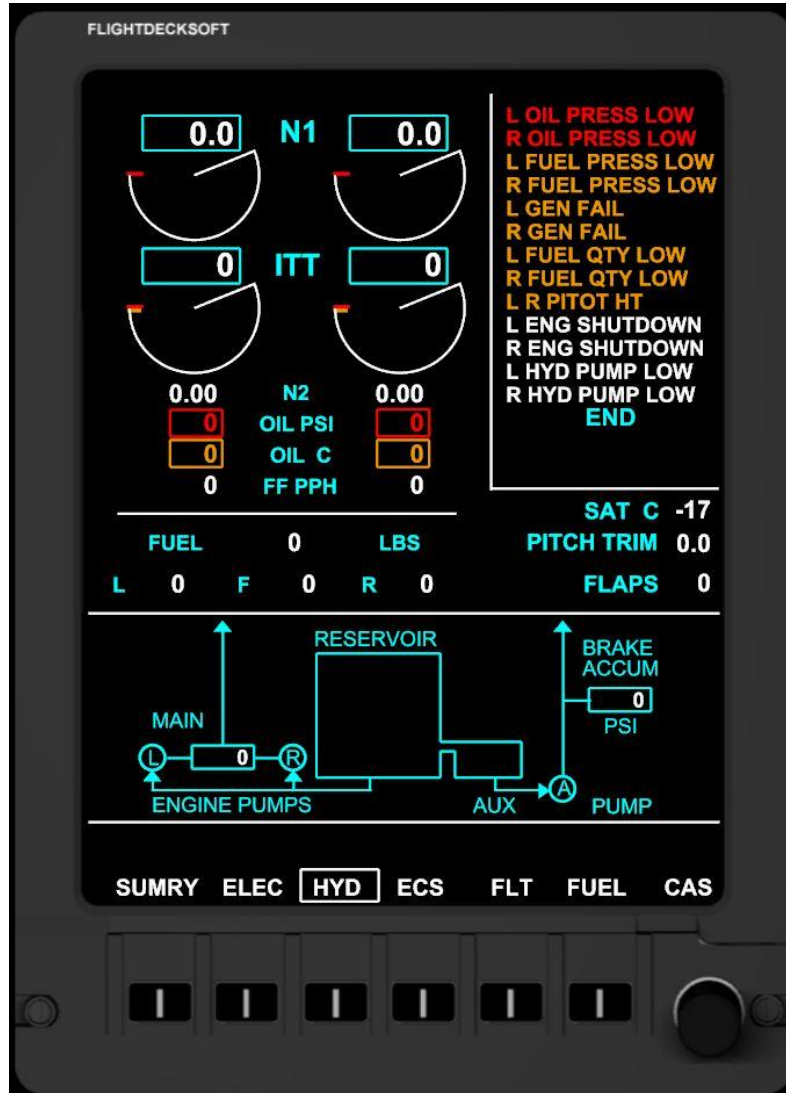 FLIGHTDECKSOFT
0.0 N1 0.0
0 ITT 0
0.00 N2 0.00
0 OIL PSI 0
0 OIL C 0
0 FF PPH 0
L OIL PRESS LOW
R OIL PRESS LOW
L FUEL PRESS LOW
R FUEL PRESS LOW
L GEN FAIL
R GEN FAIL
L FUEL QTY LOW
R FUEL QTY LOW
L R PITOT HT
L ENG SHUTDOWN
R ENG SHUTDOWN
L HYD PUMP LOW
R HYD PUMP LOW
END
FUEL 0 LBS
L 0 F 0 R 0
SAT C -17
PITCH TRIM 0.0
FLAPS 0
RESERVOIR
BRAKE
ACCUM
0
PSI
MAIN
L 0 R
A
ENGINE PUMPS AUX PUMP
SUMRY ELEC HYD ECS FLT FUEL CAS